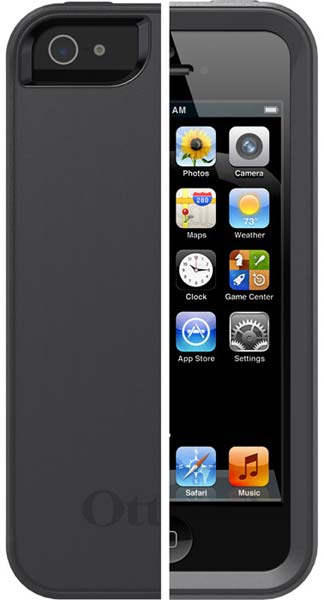 AM
Photos Camera
280
73°
Maps Weather
Clock Game Center
App Store Settings
Safari Music
Ott